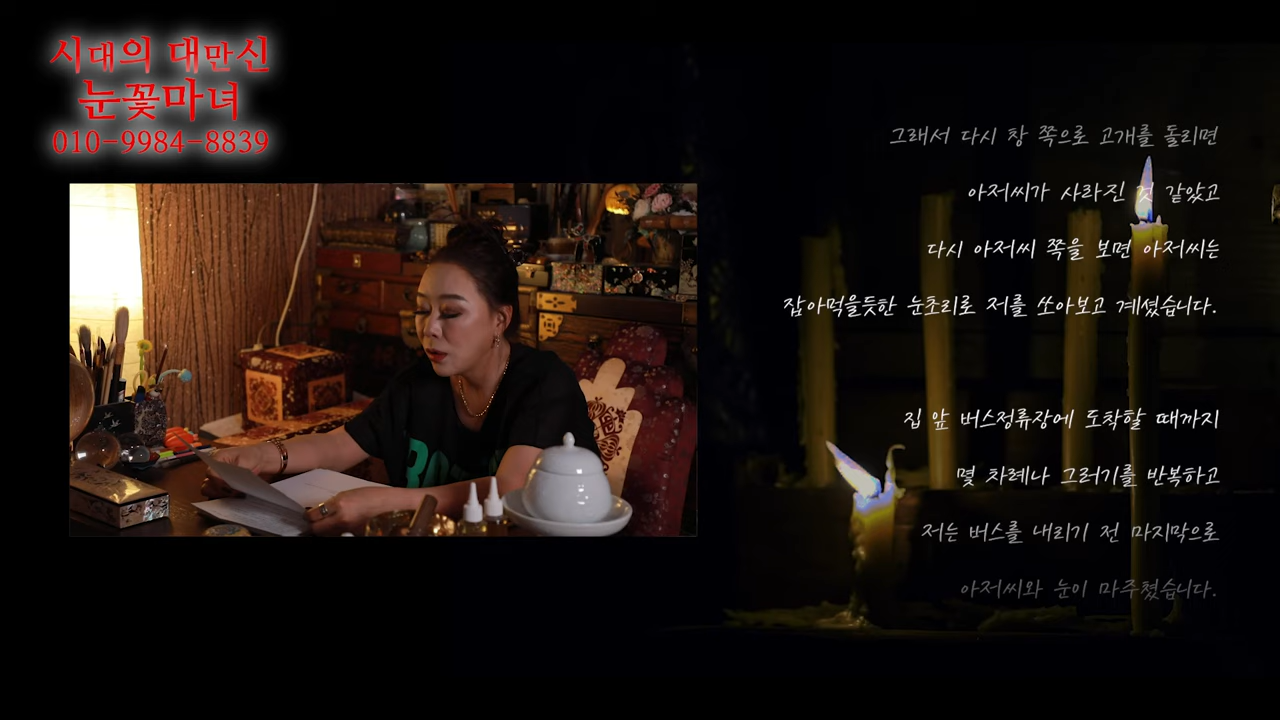 시대의 대만신
눈꽃마녀
010-9984-8839
그래서 다시 창 쪽으로 고개를 돌리면
아저씨가 사라진 것 같았고
다시 아저씨 쪽을 보면 아저씨는
잡아먹을듯한 눈초리로 저를 쏘아보고 계셨습니다.
집 앞 버스정류장에 도착할 때까지
몇 차례나 그러기를 반복하고
저는 버스를 내리기 전 마지막으로
아저씨와 눈이 마주쳤습니다.